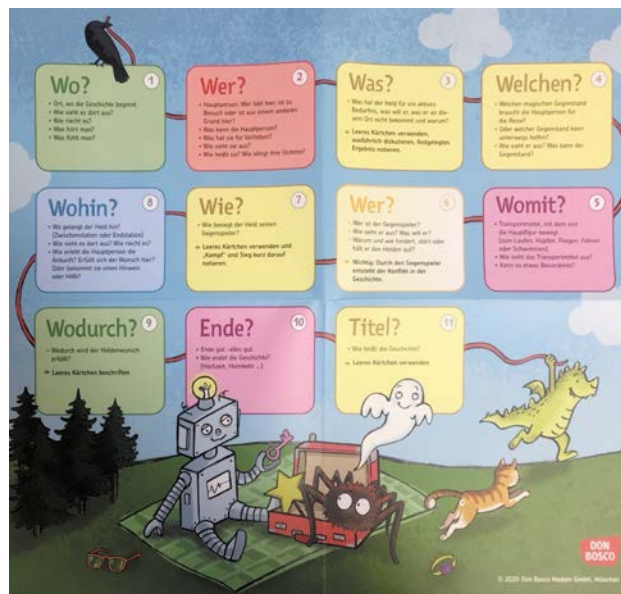 Wo?
1
• Ort, wo die Geschichte beginnt.
• Wie sieht es dort aus?
• Wie riecht es?
• Was hört man?
• Was fühlt man?
Wer?
2
• Hauptperson. Wer lebt hier, ist zu
Besuch oder ist aus einem anderen
Grund hier?
• Was kann die Hauptperson?
• Was hat sie für Vorlieben?
• Wie sieht sie aus?
• Wie heißt sie? Wie klingt ihre Stimme?
Was?
3
• Was hat der Held für ein aktives
Bedürfnis, was will er, was er an die-
sem Ort nicht bekommt und warum?
Leeres Kärtchen verwenden,
ausführlich diskutieren, festgelegtes
Ergebnis notieren.
Welchen?
4
• Welchen magischen Gegenstand
braucht die Hauptperson für
die Reise?
• Oder welcher Gegenstand kann
unterwegs helfen?
• Wie sieht er aus? Was kann der
Gegenstand?
Wohin?
8
• Wo gelangt der Held hin?
(Zwischenstation oder Endstation)
• Wie sieht es dort aus? Wie riecht es?
• Wie erlebt die Hauptperson die
Ankunft? Erfüllt sich der Wunsch hier?
Oder bekommt sie einen Hinweis
oder Hilfe?
Wie?
7
• Wie besiegt der Held seinen
Gegenspieler?
Leeres Kärtchen verwenden und
„Kampf" und Sieg kurz darauf
notieren.
Wer?
6
• Wer ist der Gegenspieler?
• Wie sieht er aus? Was will er?
• Warum und wie hindert, stört oder
hält er den Helden auf?
Wichtig: Durch den Gegenspieler
entsteht der Konflikt in der
Geschichte.
Womit?
5
• Transportmittel, mit dem sich
die Hauptfigur bewegt
(zum Laufen, Hüpfen, Fliegen, Fahren
oder Schwimmen)
• Wie sieht das Transportmittel aus?
• Kann es etwas Besonderes?
Wodurch?
9
• Wodurch wird der Heldenwunsch
erfüllt?
Leeres Kärtchen beschriften
Ende?
10
• Ende gut – alles gut.
• Wie endet die Geschichte?
(Hochzeit, Heimkehr ...)
Titel?
11
• Wie heißt die Geschichte?
Leeres Kärtchen verwenden
DON
BOSCO
© 2020 Don Bosco Medien GmbH, München